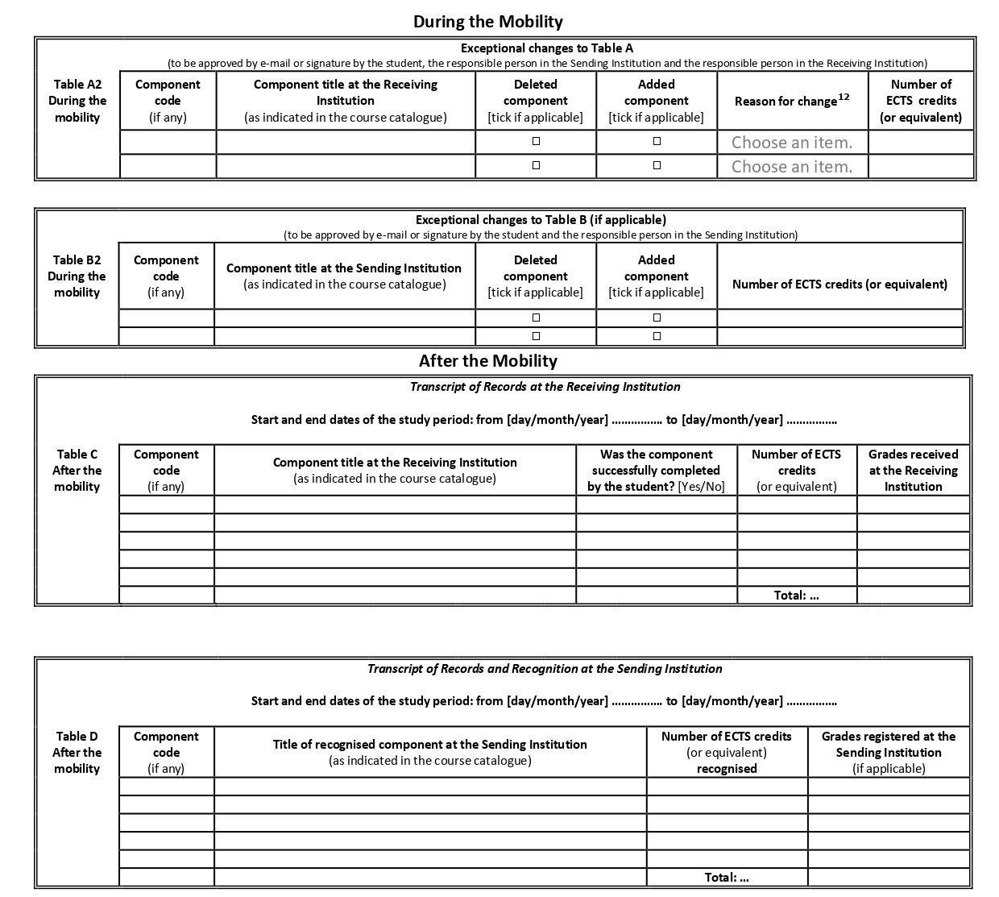 During the Mobility
Exceptional changes to Table A
(to be approved by e-mail or signature by the student, the responsible person in the Sending Institution and the responsible person in the Receiving Institution)
Table A2
During the
mobility
Component
code
(if any)
Component title at the Receiving
Institution
(as indicated in the course catalogue)
Deleted
component
[tick if applicable]
Added
component
[tick if applicable]
Reason for change12
Number of
ECTS credits
(or equivalent)
☐ ☐ Choose an item.
☐ ☐ Choose an item.
Exceptional changes to Table B (if applicable)
(to be approved by e-mail or signature by the student and the responsible person in the Sending Institution)
Table B2
During the
mobility
Component
code
(if any)
Component title at the Sending Institution
(as indicated in the course catalogue)
Deleted
component
[tick if applicable]
Added
component
[tick if applicable]
Number of ECTS credits (or equivalent)
☐ ☐
☐ ☐
After the Mobility
Transcript of Records at the Receiving Institution
Start and end dates of the study period: from [day/month/year] ……………. to [day/month/year] …………….
Table C
After the
mobility
Component
code
(if any)
Component title at the Receiving Institution
(as indicated in the course catalogue)
Was the component
successfully completed
by the student? [Yes/No]
Number of ECTS
credits
(or equivalent)
Grades received
at the Receiving
Institution
Total: …
Transcript of Records and Recognition at the Sending Institution
Start and end dates of the study period: from [day/month/year] ……………. to [day/month/year] …………….
Table D
After the
mobility
Component
code
(if any)
Title of recognised component at the Sending Institution
(as indicated in the course catalogue)
Number of ECTS credits
(or equivalent)
recognised
Grades registered at the
Sending Institution
(if applicable)
Total: …